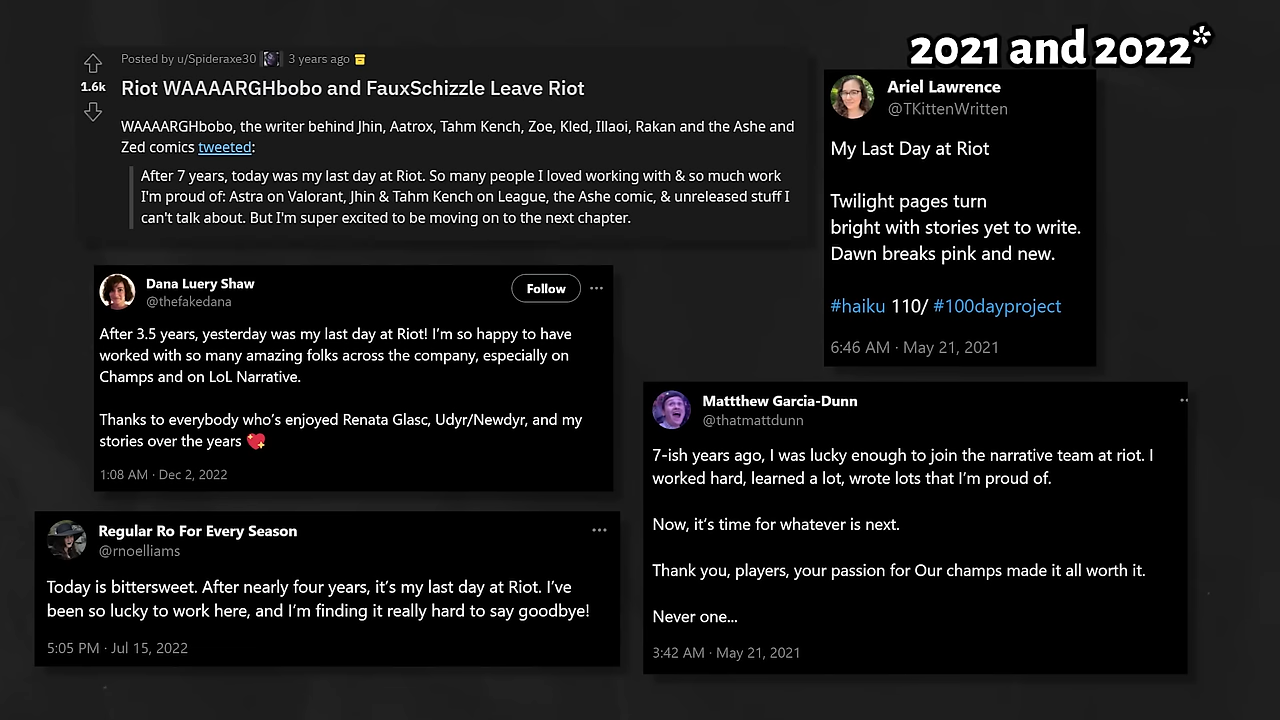 2021 and 2022*
Posted by u/Spideraxe30 3 years ago
1.6k
Riot WAAAARGHbobo and FauxSchizzle Leave Riot
WAAAARGHbobo, the writer behind Jhin, Aatrox, Tahm Kench, Zoe, Kled, Illaoi, Rakan and the Ashe and
Zed comics tweeted:
After 7 years, today was my last day at Riot. So many people I loved working with & so much work
I'm proud of: Astra on Valorant, Jhin & Tahm Kench on League, the Ashe comic, & unreleased stuff I
can't talk about. But I'm super excited to be moving on to the next chapter.
Ariel Lawrence
@TKittenWritten
My Last Day at Riot
Twilight pages turn
bright with stories yet to write.
Dawn breaks pink and new.
#haiku 110/ #100dayproject
6:46 AM · May 21, 2021
Dana Luery Shaw
@thefakedana
Follow
After 3.5 years, yesterday was my last day at Riot! I'm so happy to have
worked with so many amazing folks across the company, especially on
Champs and on LoL Narrative.
Thanks to everybody who's enjoyed Renata Glasc, Udyr/Newdyr, and my
stories over the years 💖
1:08 AM · Dec 2, 2022
Mattthew Garcia-Dunn
@thatmattdunn
7-ish years ago, I was lucky enough to join the narrative team at riot. I
worked hard, learned a lot, wrote lots that I'm proud of.
Now, it's time for whatever is next.
Thank you, players, your passion for Our champs made it all worth it.
Never one...
3:42 AM · May 21, 2021
Regular Ro For Every Season
@rnoelliams
Today is bittersweet. After nearly four years, it's my last day at Riot. I've
been so lucky to work here, and I'm finding it really hard to say goodbye!
5:05 PM · Jul 15, 2022